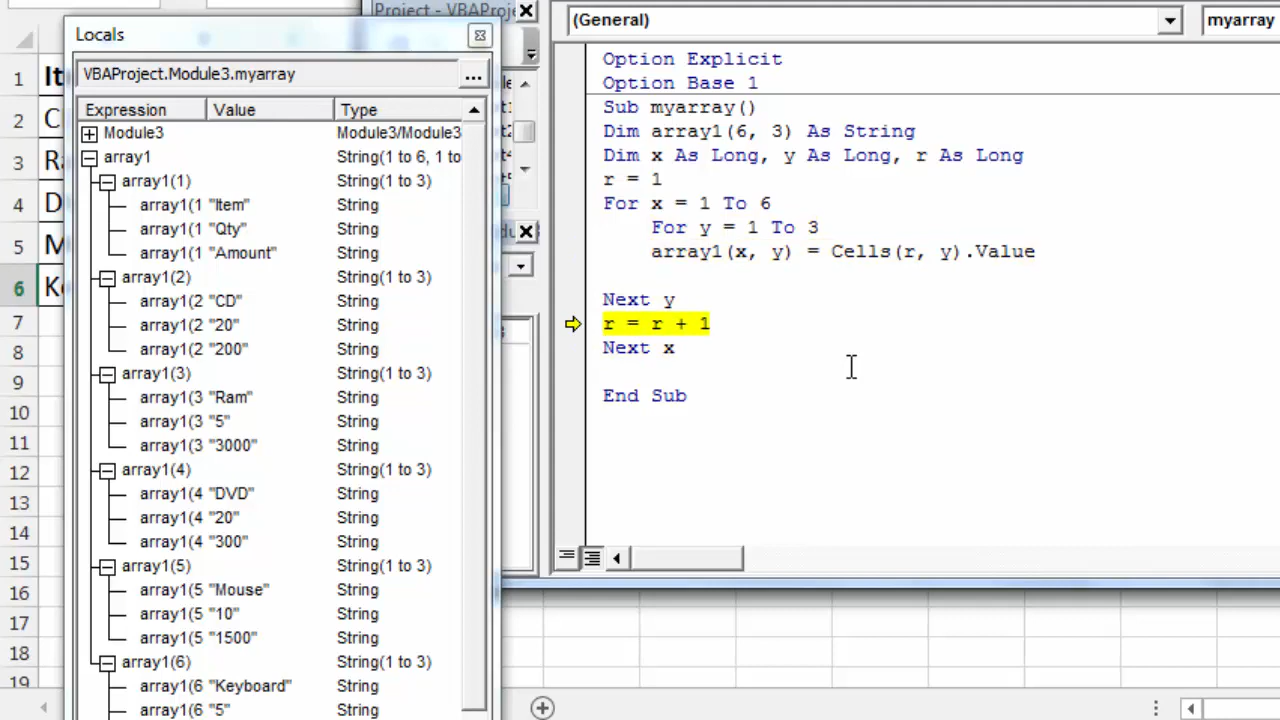 Project - VBAProje
Locals
(General)
myarray
VBAProject.Module3.myarray
...
Expression Value Type
Module3 Module3/Module3
array1 String(1 to 6, 1 to
array1(1) String(1 to 3)
array1(1 "Item" String
array1(1 "Qty" String
array1(1 "Amount" String
array1(2) String(1 to 3)
array1(2 "CD" String
array1(2 "20" String
array1(2 "200" String
array1(3) String(1 to 3)
array1(3 "Ram" String
array1(3 "5" String
array1(3 "3000" String
array1(4) String(1 to 3)
array1(4 "DVD" String
array1(4 "20" String
array1(4 "300" String
array1(5) String(1 to 3)
array1(5 "Mouse" String
array1(5 "10" String
array1(5 "1500" String
array1(6) String(1 to 3)
array1(6 "Keyboard" String
array1(6 "5" String
Option Explicit
Option Base 1
Sub myarray()
Dim array1(6, 3) As String
Dim x As Long, y As Long, r As Long
r = 1
For x = 1 To 6
For y = 1 To 3
array1(x, y) = Cells(r, y).Value
Next y
r = r + 1
Next x
End Sub
1 It
2 C
3 Ra
4 D
5 M
6 Ke
7
8
9
10
11
12
13
14
15
16
17
18
19